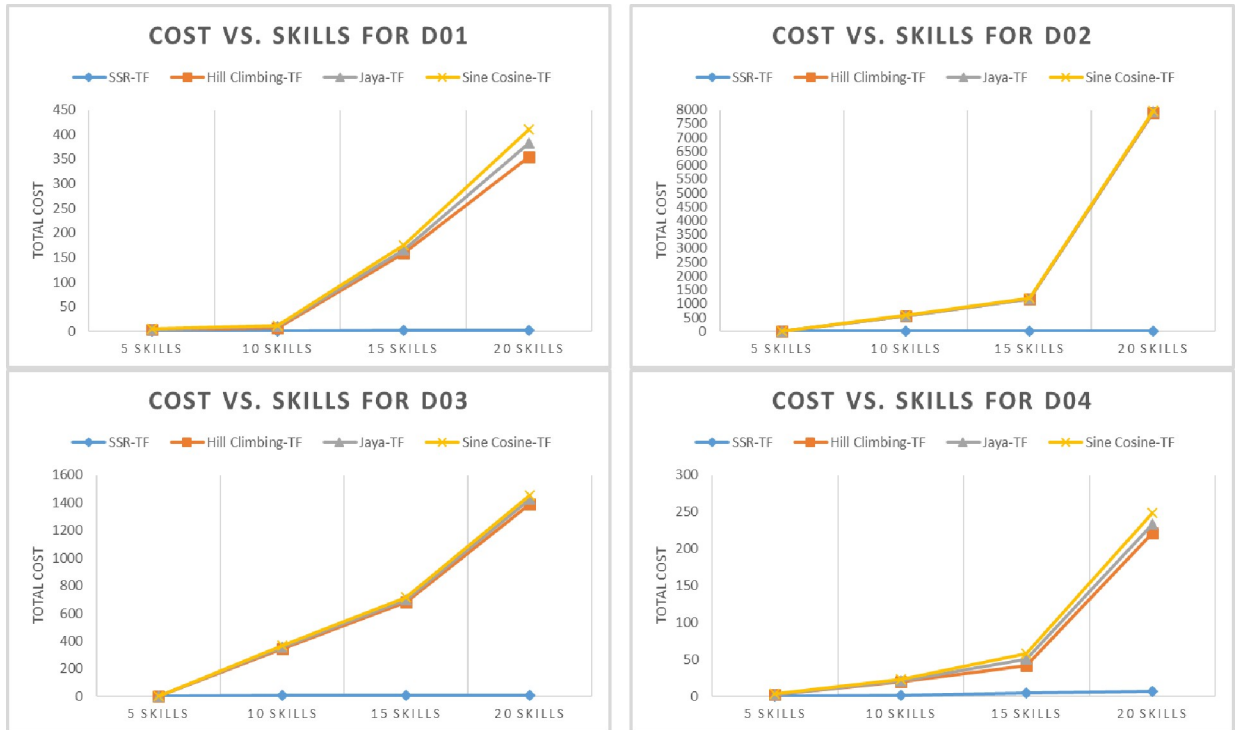 COST VS. SKILLS FOR D01
SSR-TF Hill Climbing-TF Jaya-TF Sine Cosine-TF
TOTAL COST
450
400
350
300
250
200
150
100
50
0
5 SKILLS 10 SKILLS 15 SKILLS 20 SKILLS
COST VS. SKILLS FOR D02
SSR-TF Hill Climbing-TF Jaya-TF Sine Cosine-TF
TOTAL COST
8000
7500
7000
6500
6000
5500
5000
4500
4000
3500
3000
2500
2000
1500
1000
500
0
5 SKILLS 10 SKILLS 15 SKILLS 20 SKILLS
COST VS. SKILLS FOR D03
SSR-TF Hill Climbing-TF Jaya-TF Sine Cosine-TF
TOTAL COST
1600
1400
1200
1000
800
600
400
200
0
5 SKILLS 10 SKILLS 15 SKILLS 20 SKILLS
COST VS. SKILLS FOR D04
SSR-TF Hill Climbing-TF Jaya-TF Sine Cosine-TF
TOTAL COST
300
250
200
150
100
50
0
5 SKILLS 10 SKILLS 15 SKILLS 20 SKILLS